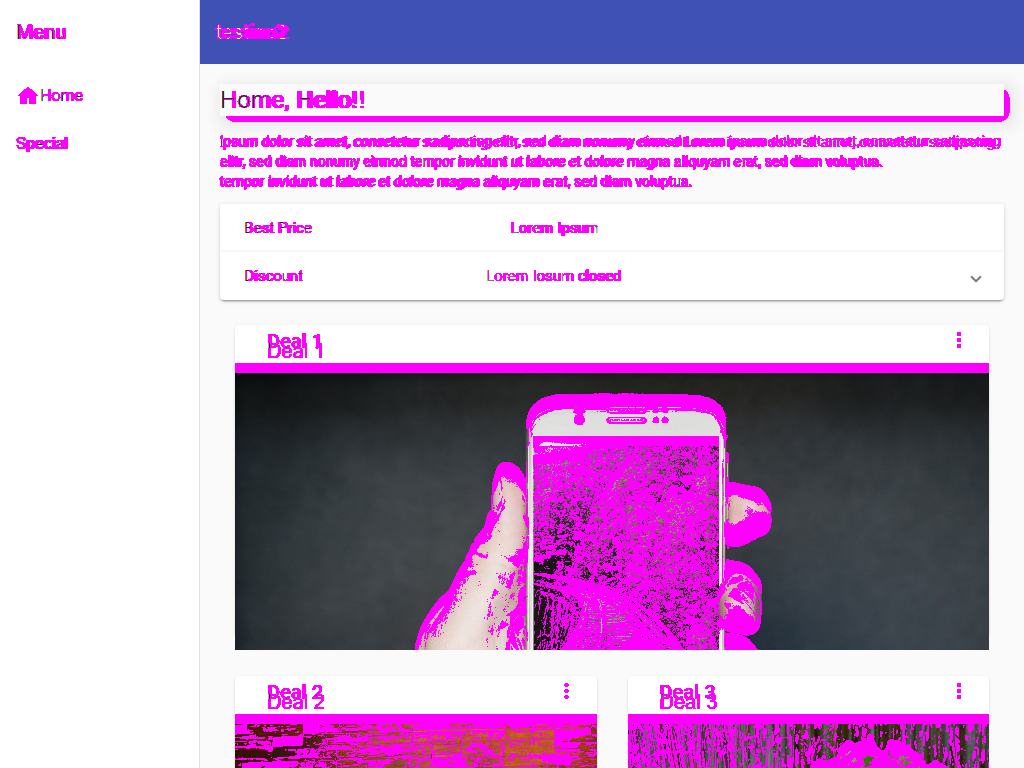 Menu
Home
Special
Home, Hello!!
ipsum dolor sit amet, consetetur sadipscing elitr, sed diam nonumy eirmod Lorem ipsum dolor sit amet, consetetur sadipscing
elitr, sed diam nonumy eirmod tempor invidunt ut labore et dolore magna aliquyam erat, sed diam voluptua.
tempor invidunt ut labore et dolore magna aliquyam erat, sed diam voluptua.
Best Price Lorem Ipsum
Discount Lorem Iosum closed
Deal 1
Deal 1
Deal 2
Deal 2
Deal 3
Deal 3